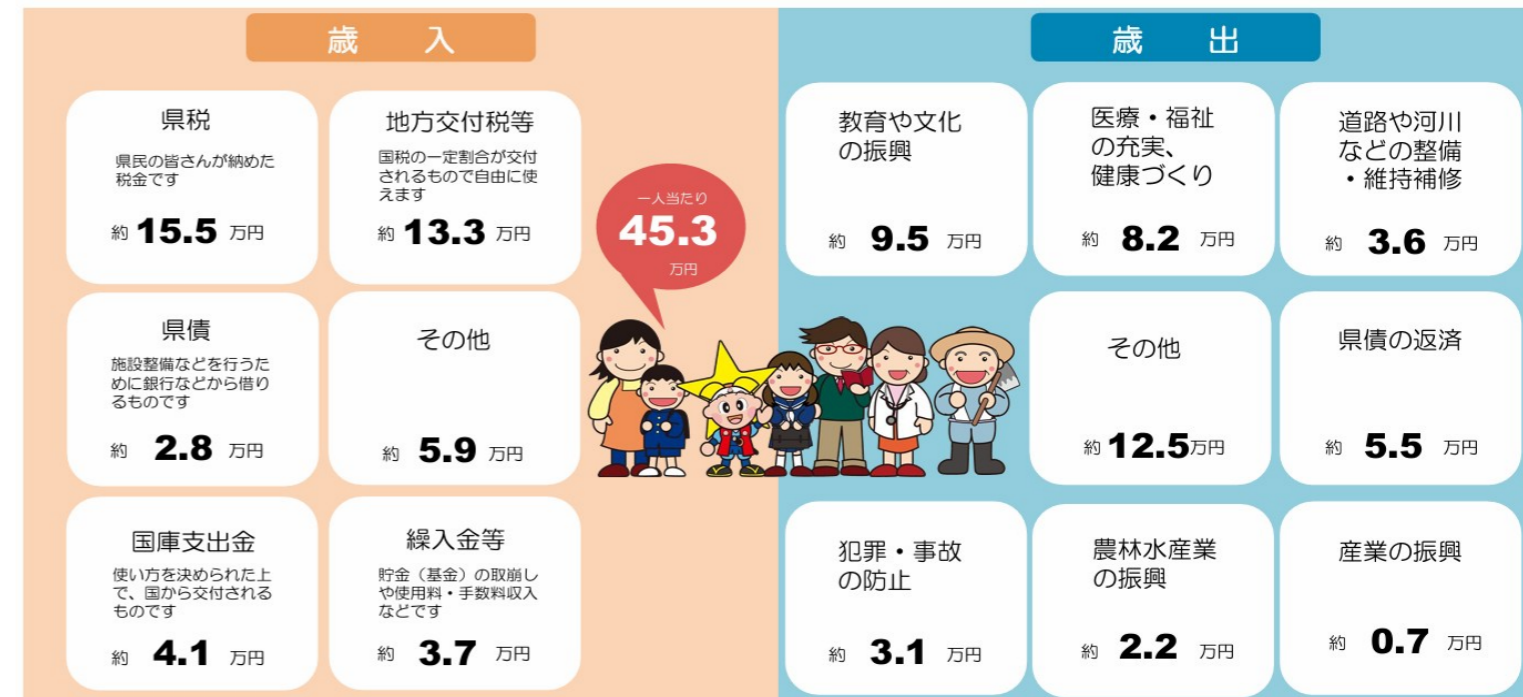 歳　入
県税
県民の皆さんが納めた
税金です
約 15.5 万円
地方交付税等
国税の一定割合が交付
されるもので自由に使
えます
約 13.3 万円
県債
施設整備などを行うた
めに銀行などから借り
るものです
約 2.8 万円
その他
約 5.9 万円
国庫支出金
使い方を決められた上
で、国から交付される
ものです
約 4.1 万円
繰入金等
貯金（基金）の取崩し
や使用料・手数料収入
などです
約 3.7 万円
一人当たり
45.3
万円
歳　出
教育や文化
の振興
約 9.5 万円
医療・福祉
の充実、
健康づくり
約 8.2 万円
道路や河川
などの整備
・維持補修
約 3.6 万円
その他
約 12.5万円
県債の返済
約 5.5 万円
犯罪・事故
の防止
約 3.1 万円
農林水産業
の振興
約 2.2 万円
産業の振興
約 0.7 万円